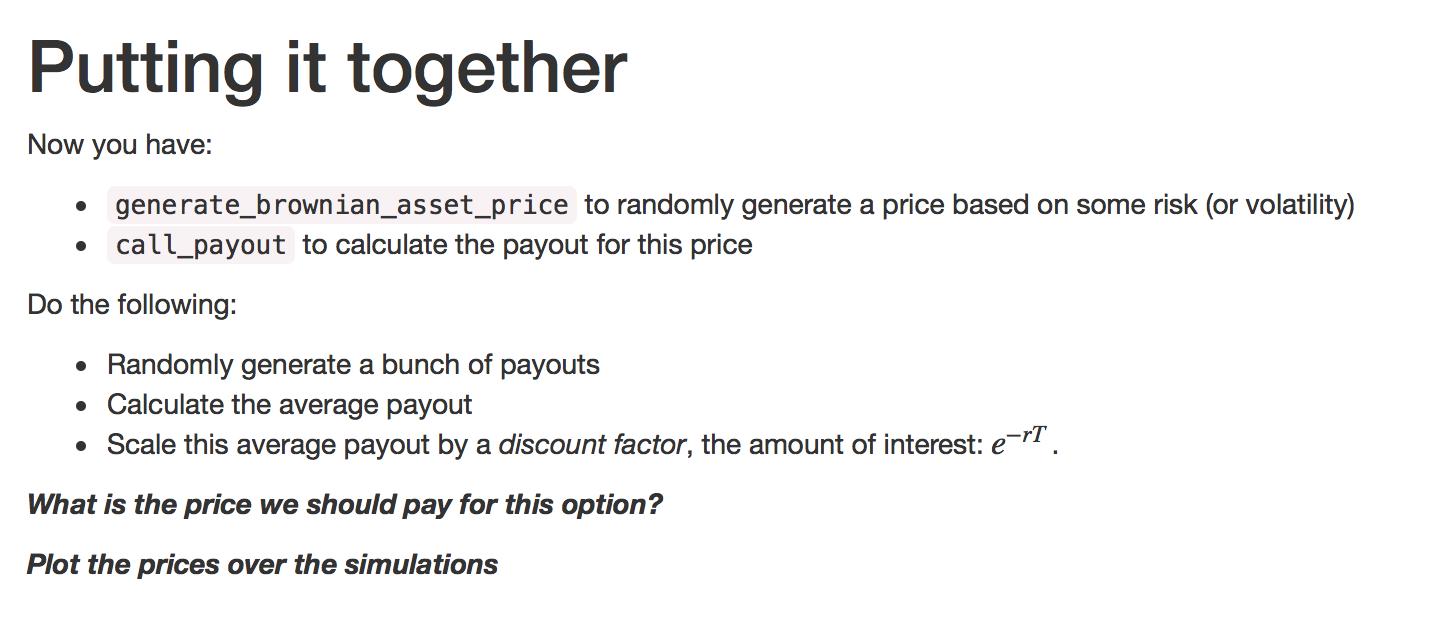 Putting it together
Now you have:
• generate_brownian_asset_price to randomly generate a price based on some risk (or volatility)
• call_payout to calculate the payout for this price
Do the following:
• Randomly generate a bunch of payouts
• Calculate the average payout
• Scale this average payout by a discount factor, the amount of interest: e^{-rT} .
What is the price we should pay for this option?
Plot the prices over the simulations